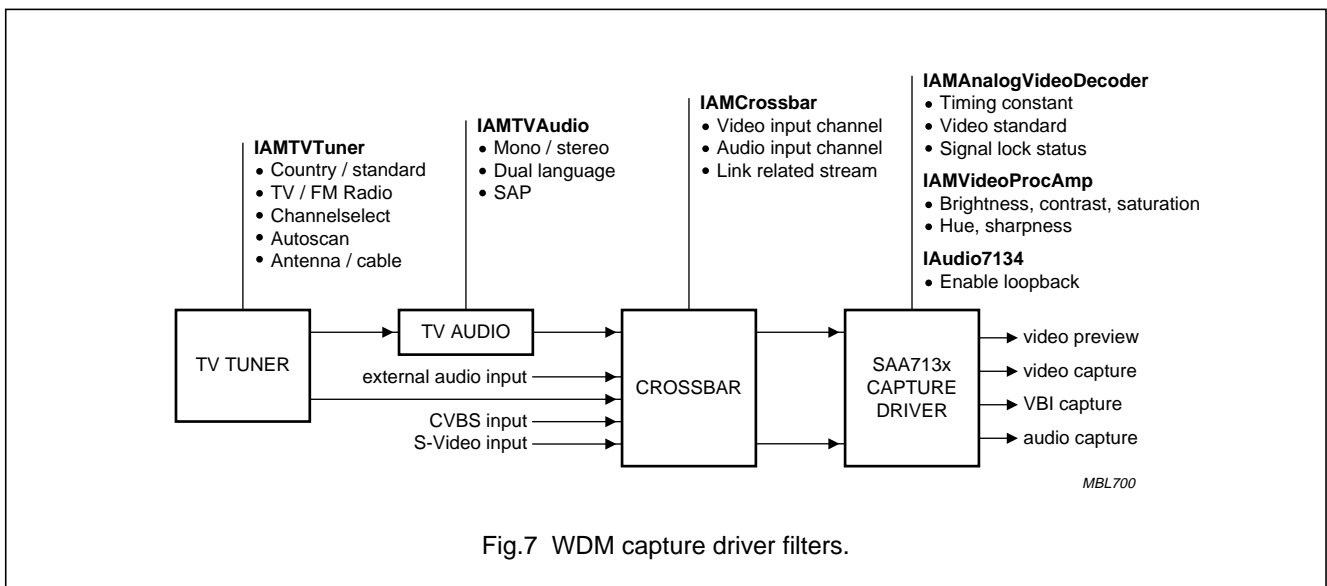 IAMTVTuner
• Country / standard
• TV / FM Radio
• Channelselect
• Autoscan
• Antenna / cable
IAMTVAudio
• Mono / stereo
• Dual language
• SAP
IAMCrossbar
• Video input channel
• Audio input channel
• Link related stream
IAMAnalogVideoDecoder
• Timing constant
• Video standard
• Signal lock status
IAMVideoProcAmp
• Brightness, contrast, saturation
• Hue, sharpness
IAudio7134
• Enable loopback
TV TUNER
TV AUDIO
external audio input
CVBS input
S-Video input
CROSSBAR
SAA713x
CAPTURE
DRIVER
video preview
video capture
VBI capture
audio capture
MBL700
Fig.7 WDM capture driver filters.